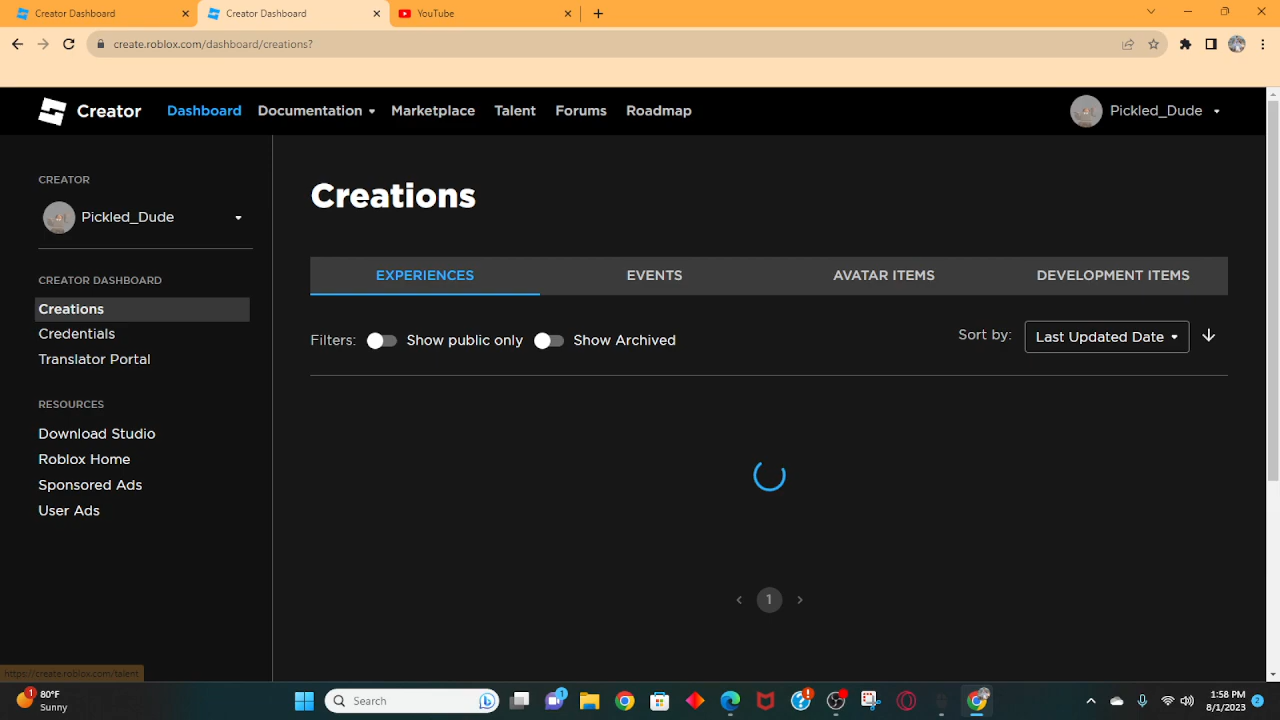 Creator Dashboard
Creator Dashboard
YouTube
create.roblox.com/dashboard/creations?
Creator
Dashboard
Documentation
Marketplace
Talent
Forums
Roadmap
Pickled_Dude
CREATOR
Pickled_Dude
CREATOR DASHBOARD
Creations
Credentials
Translator Portal
RESOURCES
Download Studio
Roblox Home
Sponsored Ads
User Ads
Creations
EXPERIENCES
EVENTS
AVATAR ITEMS
DEVELOPMENT ITEMS
Filters:
Show public only
Show Archived
Sort by:
Last Updated Date
1
https://create.roblox.com/talent
1
80°F
Sunny
Search
1
1:58 PM
8/1/2023
2